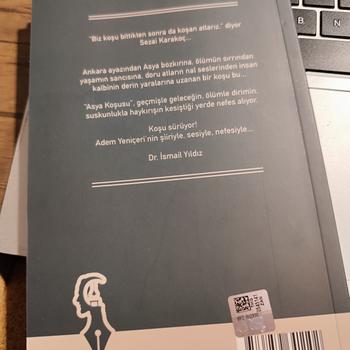 "Biz koşu bittikten sonra da koşan atlarız." diyor
Sezai Karakoç...
Ankara ayazından Asya bozkırına, ölümün sırrından
yaşamın sancısına, doru atların nal seslerinden insan
kalbinin derin yaralarına uzanan bir koşu bu...
"Asya Koşusu", geçmişle geleceğin, ölümle dirimin,
suskunlukla haykırışın kesiştiği yerde nefes alıyor.
Koşu sürüyor!
Adem Yeniçeri'nin şiiriyle, sesiyle, nefesiyle...
Dr. İsmail Yıldız